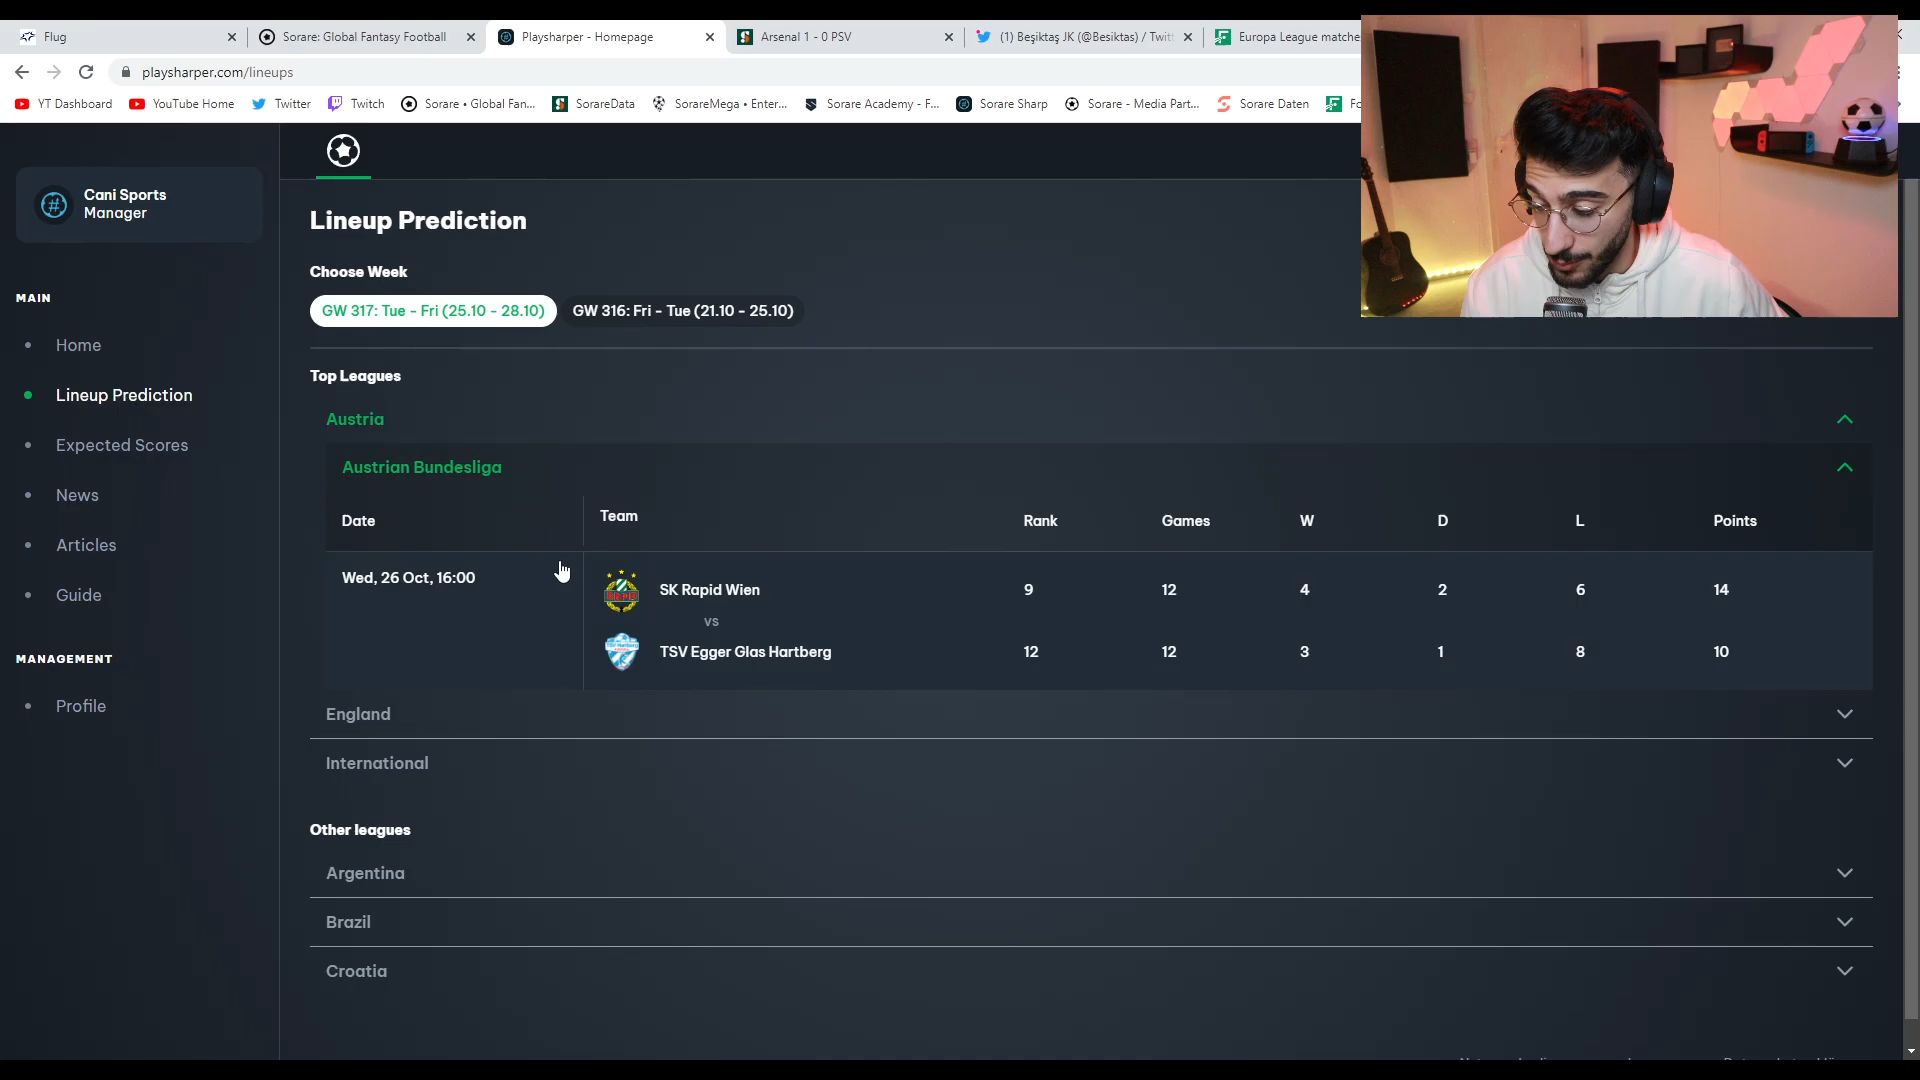 Flug
Sorare: Global Fantasy Football
Playsharper - Homepage
Arsenal 1 - 0 PSV
(1) Beşiktaş JK (@Besiktas) / Twit
Europa League matche
playsharper.com/lineups
YT Dashboard
YouTube Home
Twitter
Twitch
Sorare • Global Fan...
SorareData
SorareMega • Enter...
Sorare Academy - F...
Sorare Sharp
Sorare - Media Part...
Sorare Daten
Cani Sports
Manager
MAIN
Home
Lineup Prediction
Expected Scores
News
Articles
Guide
MANAGEMENT
Profile
Lineup Prediction
Choose Week
GW 317: Tue - Fri (25.10 - 28.10)
GW 316: Fri - Tue (21.10 - 25.10)
Top Leagues
Austria
Austrian Bundesliga
Date Team Rank Games W D L Points
Wed, 26 Oct, 16:00
SK Rapid Wien 9 12 4 2 6 14
vs
TSV Egger Glas Hartberg 12 12 3 1 8 10
England
International
Other leagues
Argentina
Brazil
Croatia